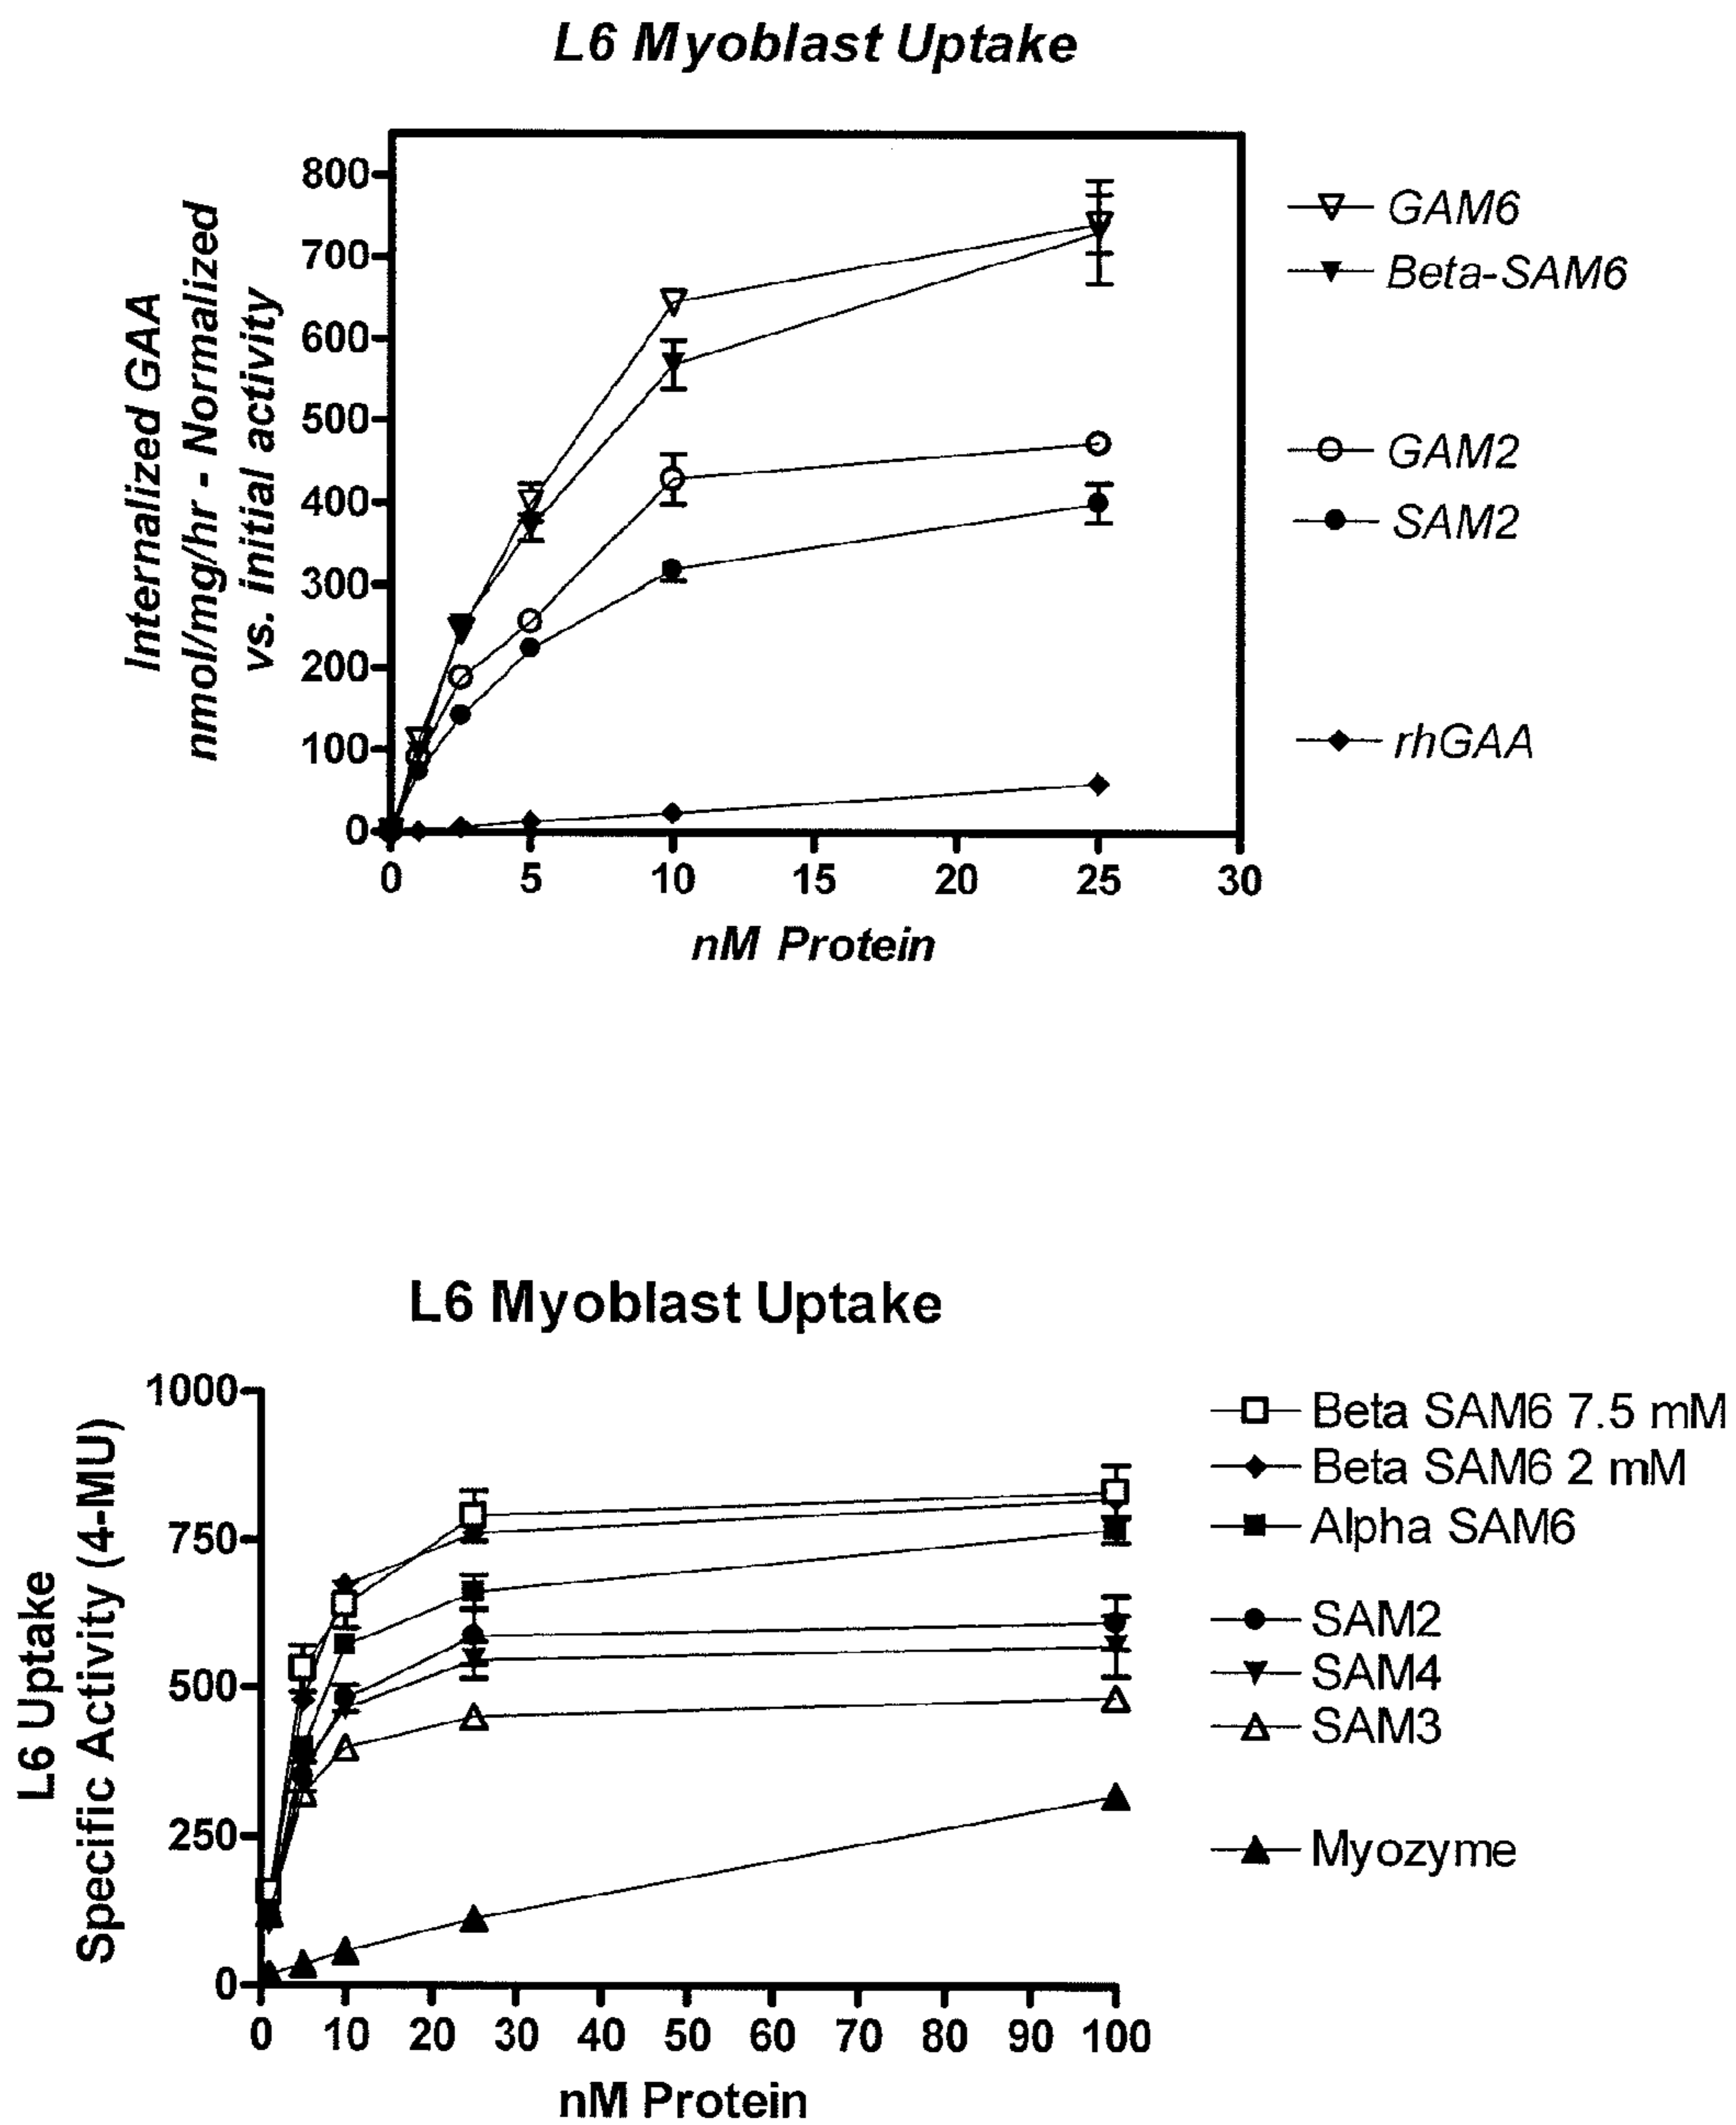 L6 Myoblast Uptake
Internalized GAA
nmol/mg/hr - Normalized
vs. initial activity
800
700
600
500
400
300
200
100
0
0 5 10 15 20 25 30
nM Protein
GAM6
Beta-SAM6
GAM2
SAM2
rhGAA
L6 Myoblast Uptake
L6 Uptake
Specific Activity (4-MU)
1000
750
500
250
0
0 10 20 30 40 50 60 70 80 90 100
nM Protein
Beta SAM6 7.5 mM
Beta SAM6 2 mM
Alpha SAM6
SAM2
SAM4
SAM3
Myozyme